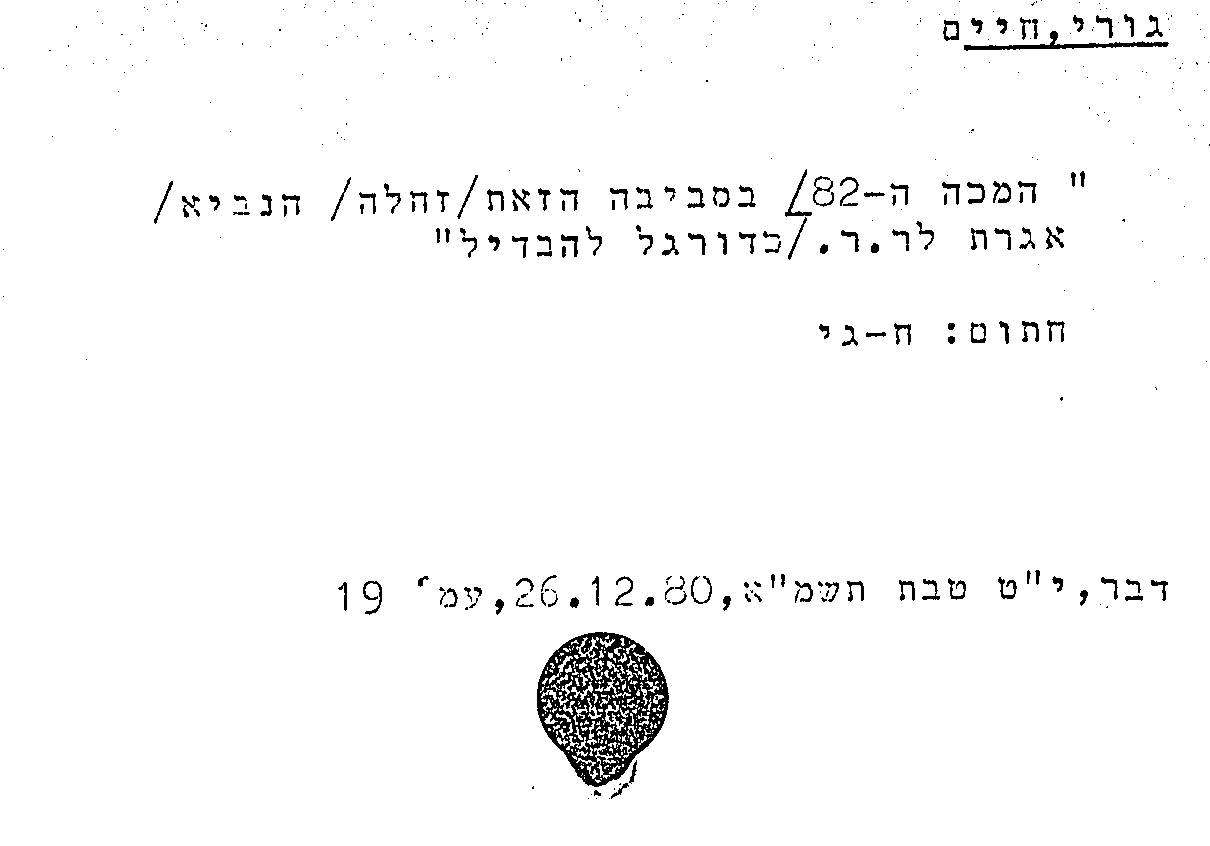 גורי,חיים
" המכה ה-82/ בסביבה הזאת/זחלה/ הנביא/
אגרת לר.ר./כדורגל להבדיל"
חתום: ח-גי
דבר,י"ט טבת תשמ"א,26.12.80,עמ' 19